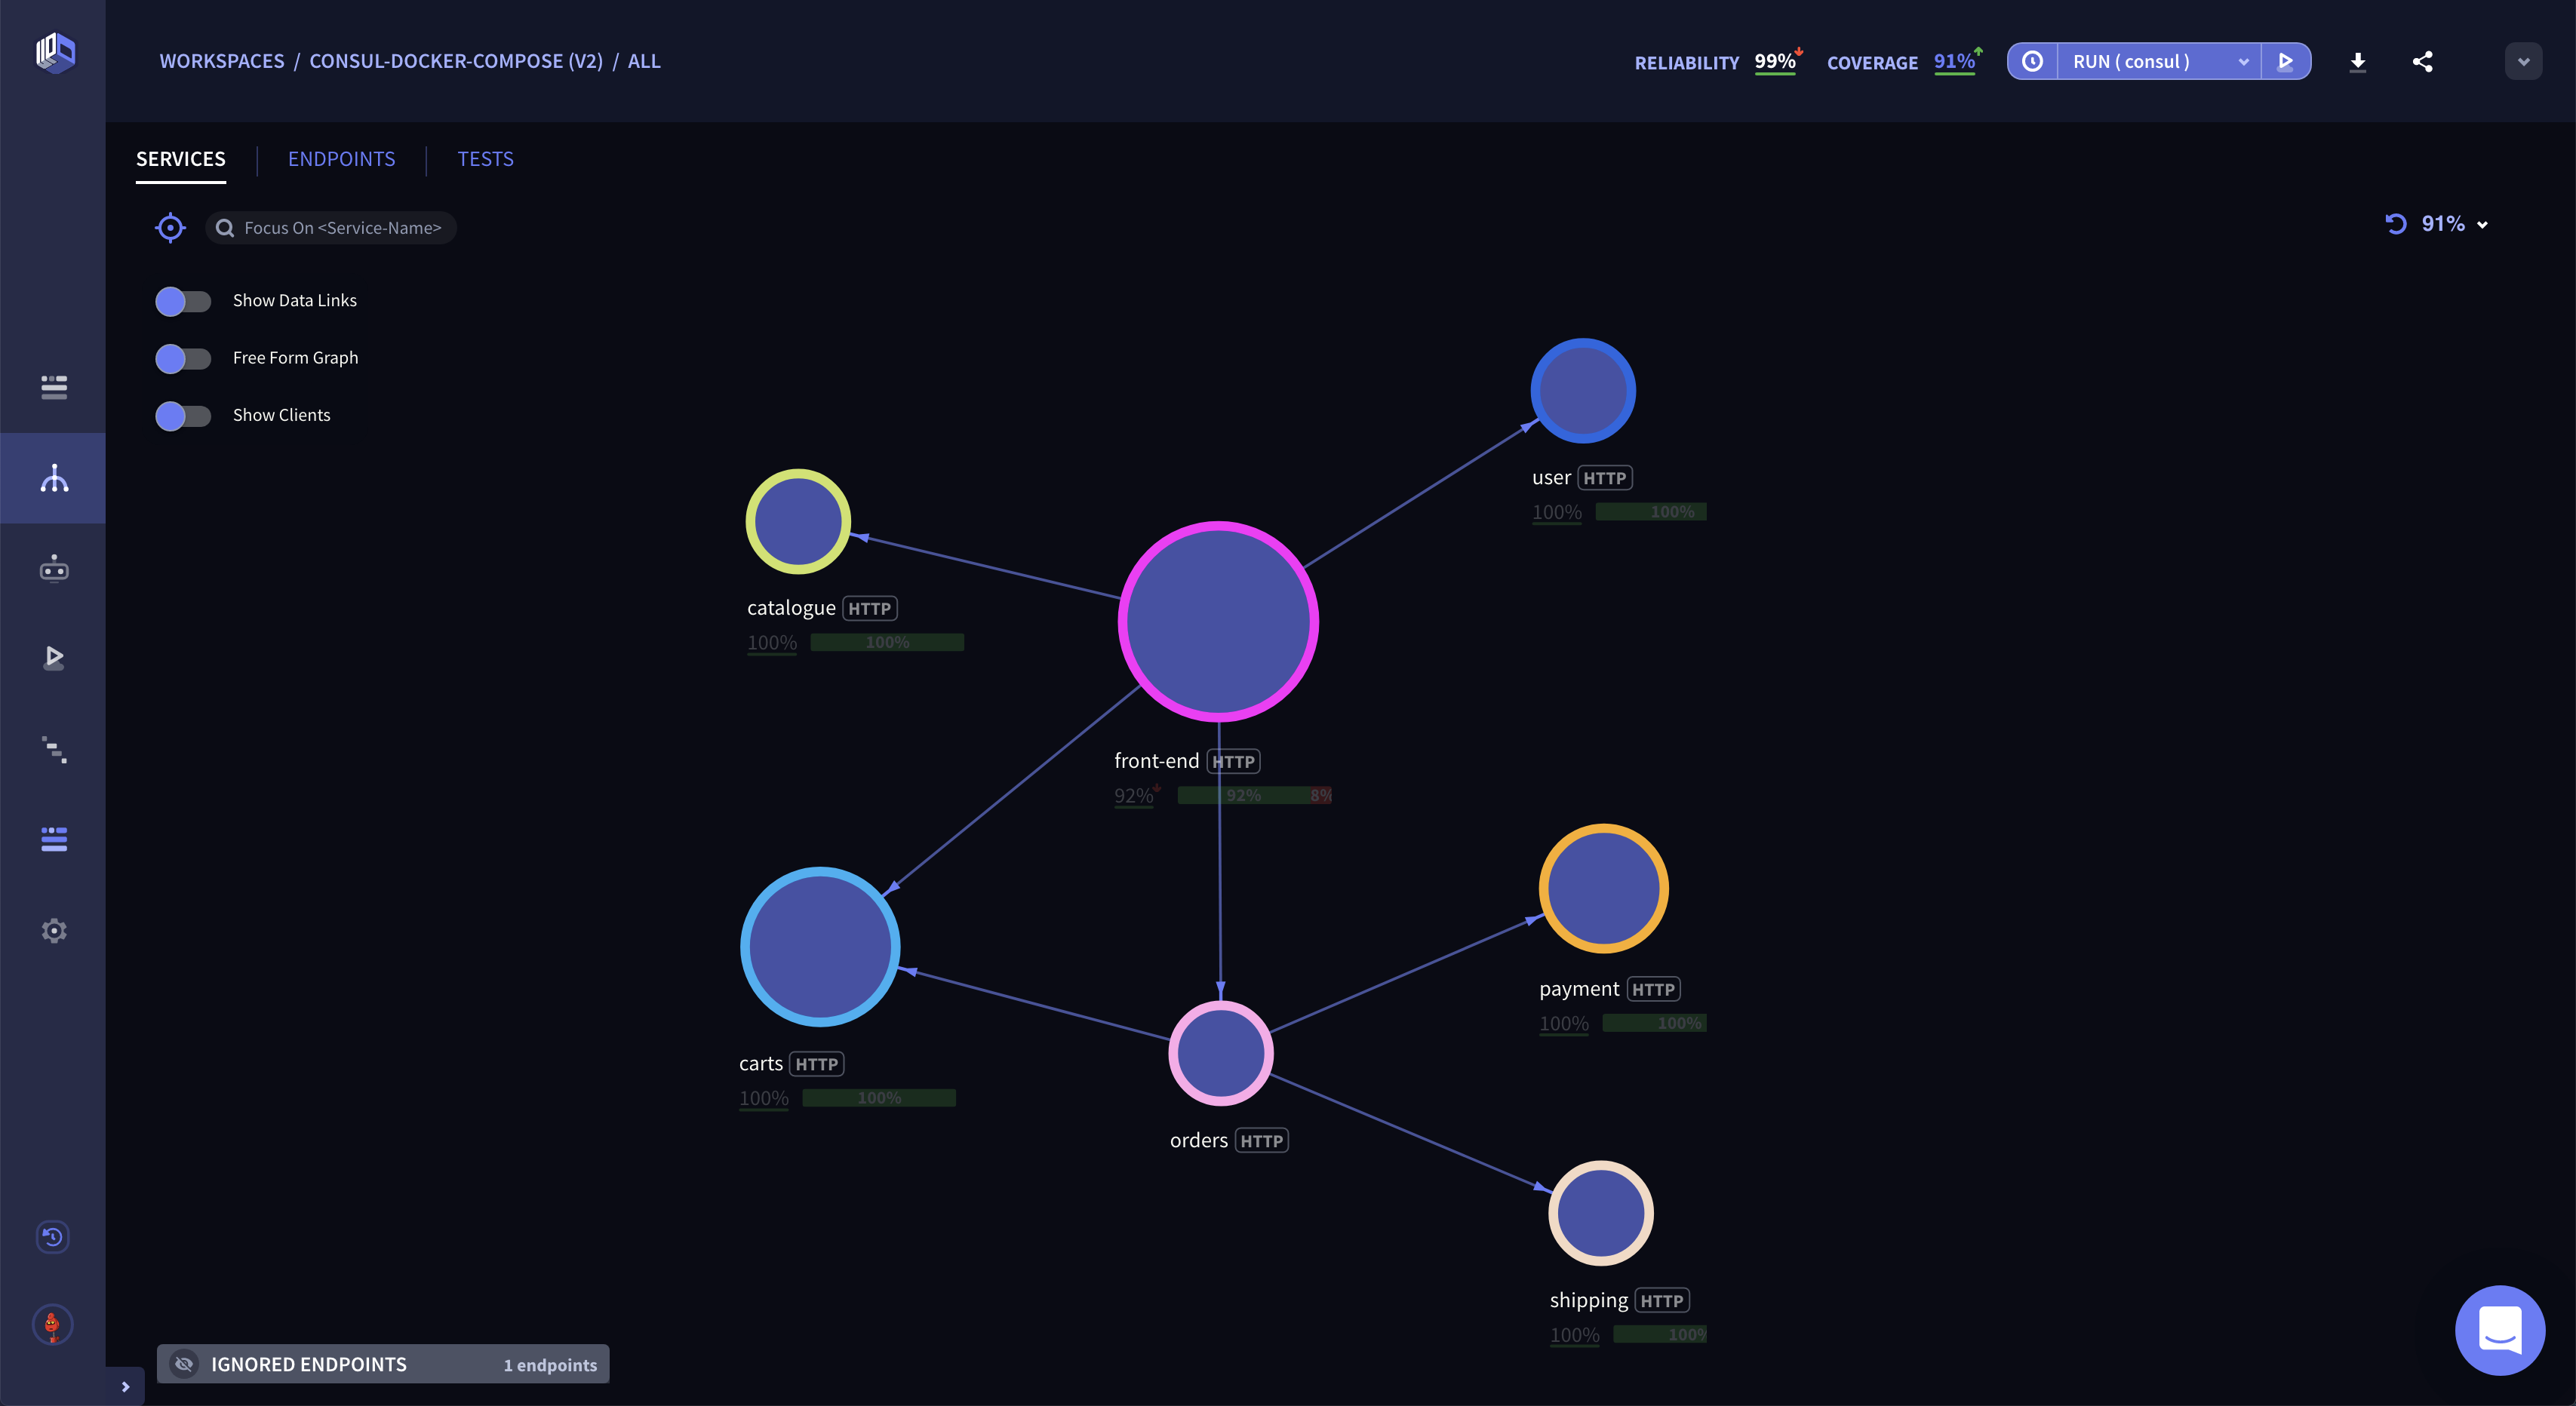 WORKSPACES / CONSUL-DOCKER-COMPOSE (V2) / ALL
RELIABILITY 99% COVERAGE 91% RUN ( consul )
SERVICES ENDPOINTS TESTS
Focus On <Service-Name>
91%
Show Data Links
Free Form Graph
Show Clients
user HTTP
100% 100%
catalogue HTTP
100% 100%
front-end HTTP
92% 92% 8%
payment HTTP
100% 100%
carts HTTP
100% 100%
orders HTTP
shipping HTTP
100% 100%
IGNORED ENDPOINTS 1 endpoints